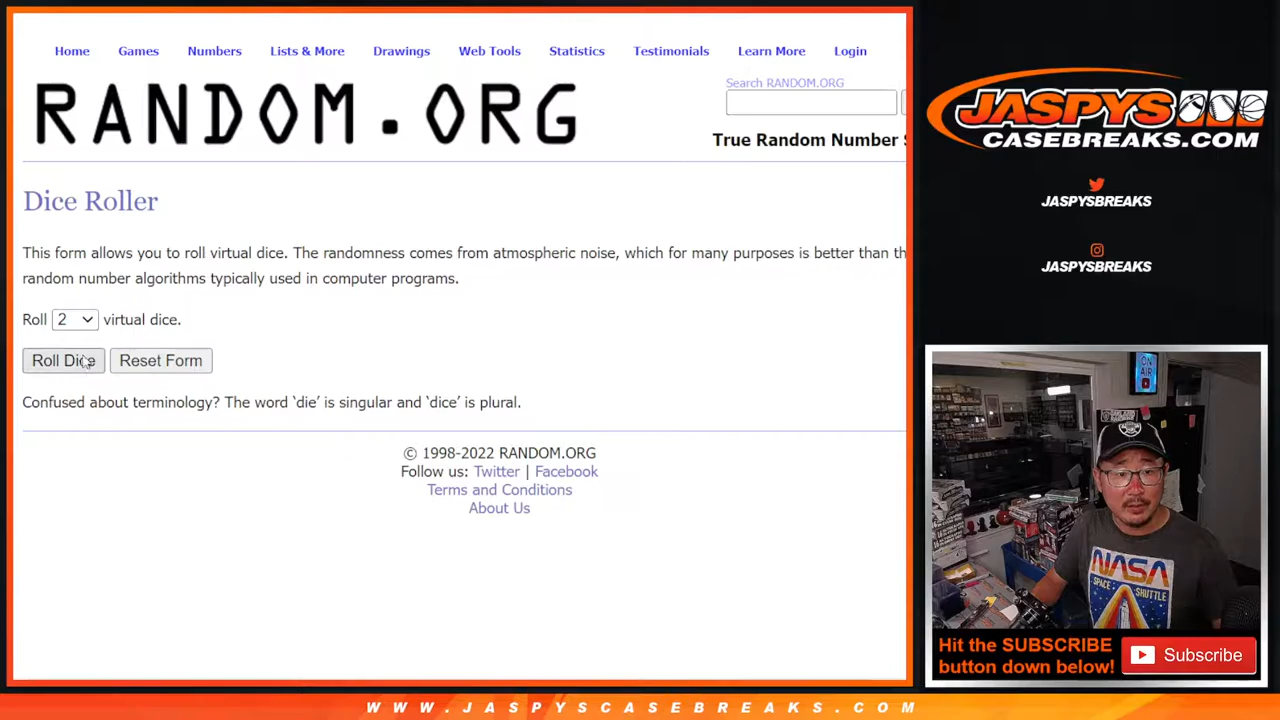 Home Games Numbers Lists & More Drawings Web Tools Statistics Testimonials Learn More Login
RANDOM.ORG
Search RANDOM.ORG
True Random Number
Dice Roller
This form allows you to roll virtual dice. The randomness comes from atmospheric noise, which for many purposes is better than
random number algorithms typically used in computer programs.
Roll 2 virtual dice.
Roll Dice Reset Form
Confused about terminology? The word ‘die’ is singular and ‘dice’ is plural.
© 1998-2022 RANDOM.ORG
Follow us: Twitter | Facebook
Terms and Conditions
About Us
JASPYS
CASEBREAKS.COM
JASPYSBREAKS
JASPYSBREAKS
ON
AIR
NASA
SPACE SHUTTLE
Hit the SUBSCRIBE
button down below!
Subscribe
WWW.JASPYSCASEBREAKS.COM